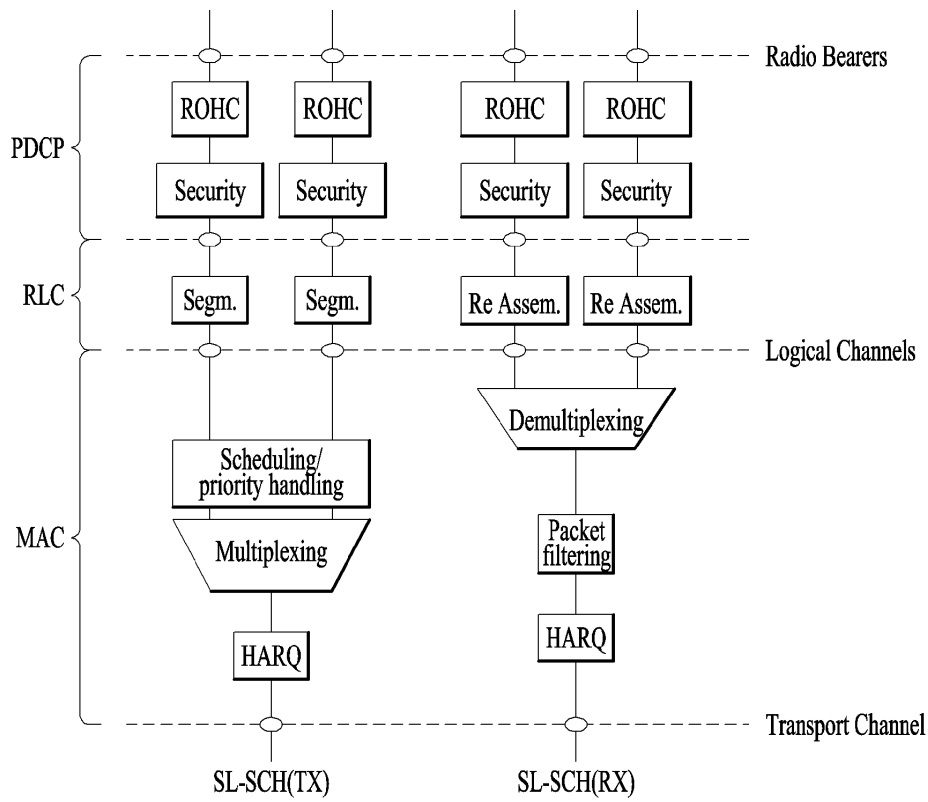 Radio Bearers
ROHC ROHC ROHC ROHC
PDCP
Security Security Security Security
RLC
Segm. Segm. Re Assem. Re Assem.
Logical Channels
Demultiplexing
Scheduling/
priority handling
MAC
Multiplexing
Packet
filtering
HARQ
HARQ
Transport Channel
SL-SCH(TX) SL-SCH(RX)